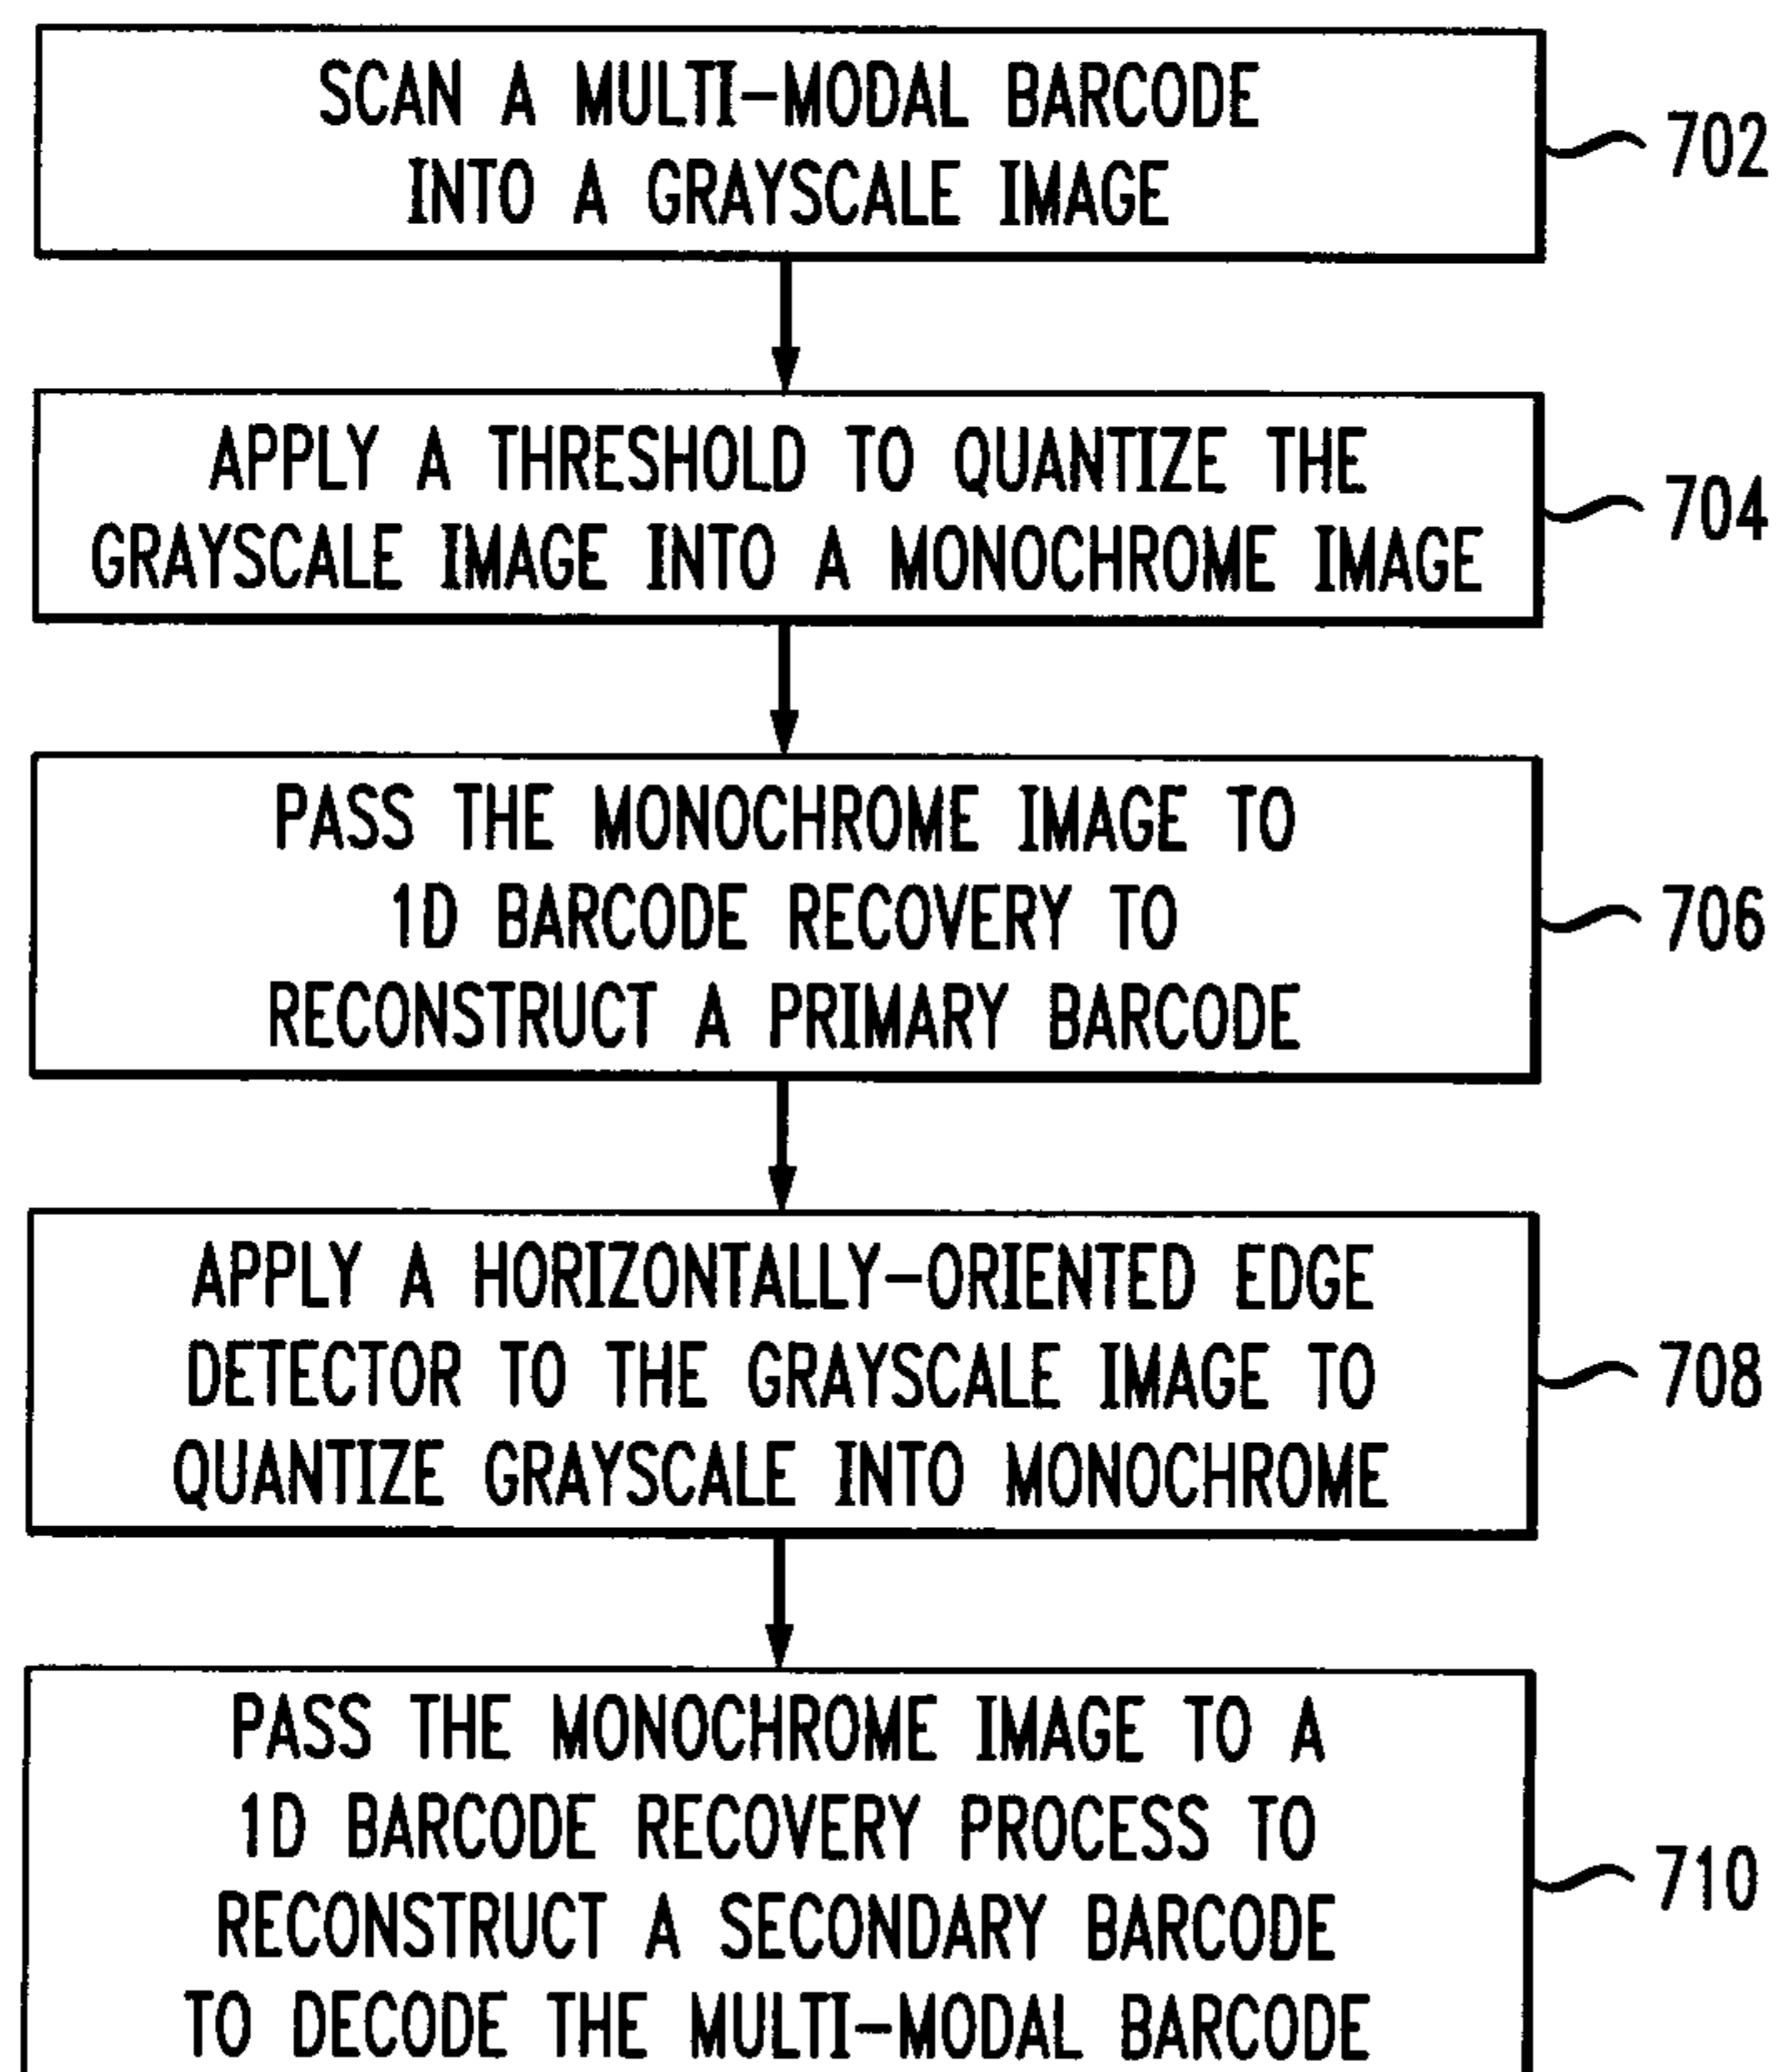 SCAN A MULTI-MODAL BARCODE
INTO A GRAYSCALE IMAGE
702
APPLY A THRESHOLD TO QUANTIZE THE
GRAYSCALE IMAGE INTO A MONOCHROME IMAGE
704
PASS THE MONOCHROME IMAGE TO
1D BARCODE RECOVERY TO
RECONSTRUCT A PRIMARY BARCODE
706
APPLY A HORIZONTALLY-ORIENTED EDGE
DETECTOR TO THE GRAYSCALE IMAGE TO
QUANTIZE GRAYSCALE INTO MONOCHROME
708
PASS THE MONOCHROME IMAGE TO A
1D BARCODE RECOVERY PROCESS TO
RECONSTRUCT A SECONDARY BARCODE
TO DECODE THE MULTI-MODAL BARCODE
710